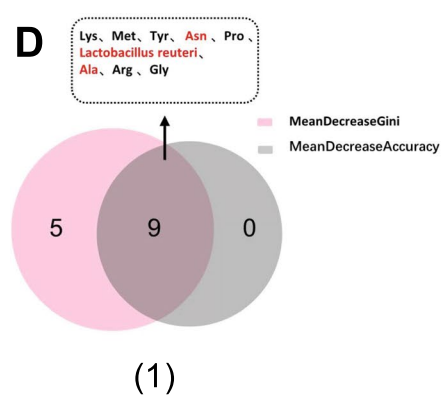 D
Lys、Met、Tyr、Asn 、Pro 、
Lactobacillus reuteri、
Ala、Arg 、Gly
MeanDecreaseGini
MeanDecreaseAccuracy
5 9 0
(1)